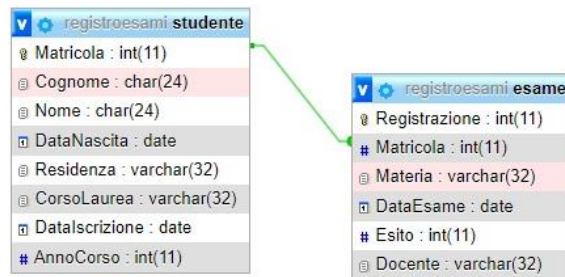 v registroesami studente
Matricola : int(11)
Cognome : char(24)
Nome : char(24)
DataNascita : date
Residenza : varchar(32)
CorsoLaurea : varchar(32)
DataIscrizione : date
# AnnoCorso : int(11)
v registroesami esame
Registrazione : int(11)
# Matricola : int(11)
Materia : varchar(32)
DataEsame : date
# Esito : int(11)
Docente : varchar(32)